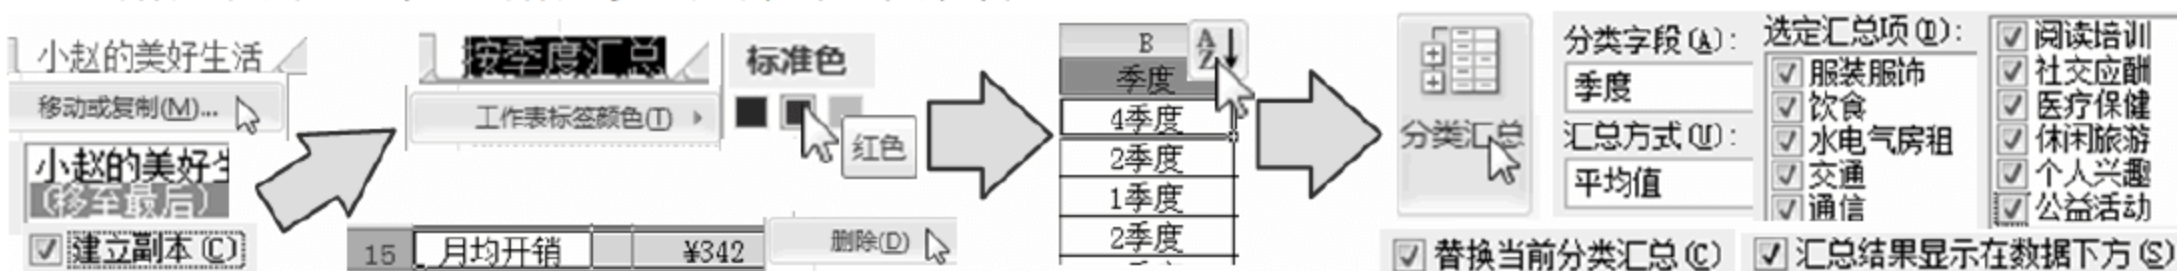 小赵的美好生活
移动或复制(M)...
小赵的美好生
(移至最后)
建立副本(C)
按季度汇总
工作表标签颜色(T)
标准色
红色
15 月均开销 ¥342
删除(D)
B
季度
4季度
2季度
1季度
2季度
A
Z
分类汇总
分类字段(A):
季度
汇总方式(U):
平均值
选定汇总项(D):
服装服饰
饮食
水电气房租
交通
通信
阅读培训
社交应酬
医疗保健
休闲旅游
个人兴趣
公益活动
替换当前分类汇总(C)
汇总结果显示在数据下方(S)